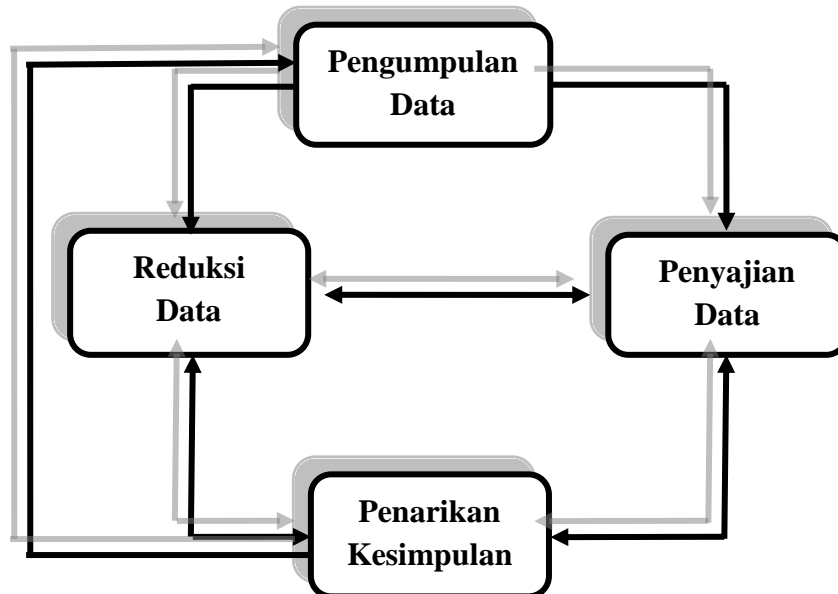 Pengumpulan
Data
Reduksi
Data
Penyajian
Data
Penarikan
Kesimpulan